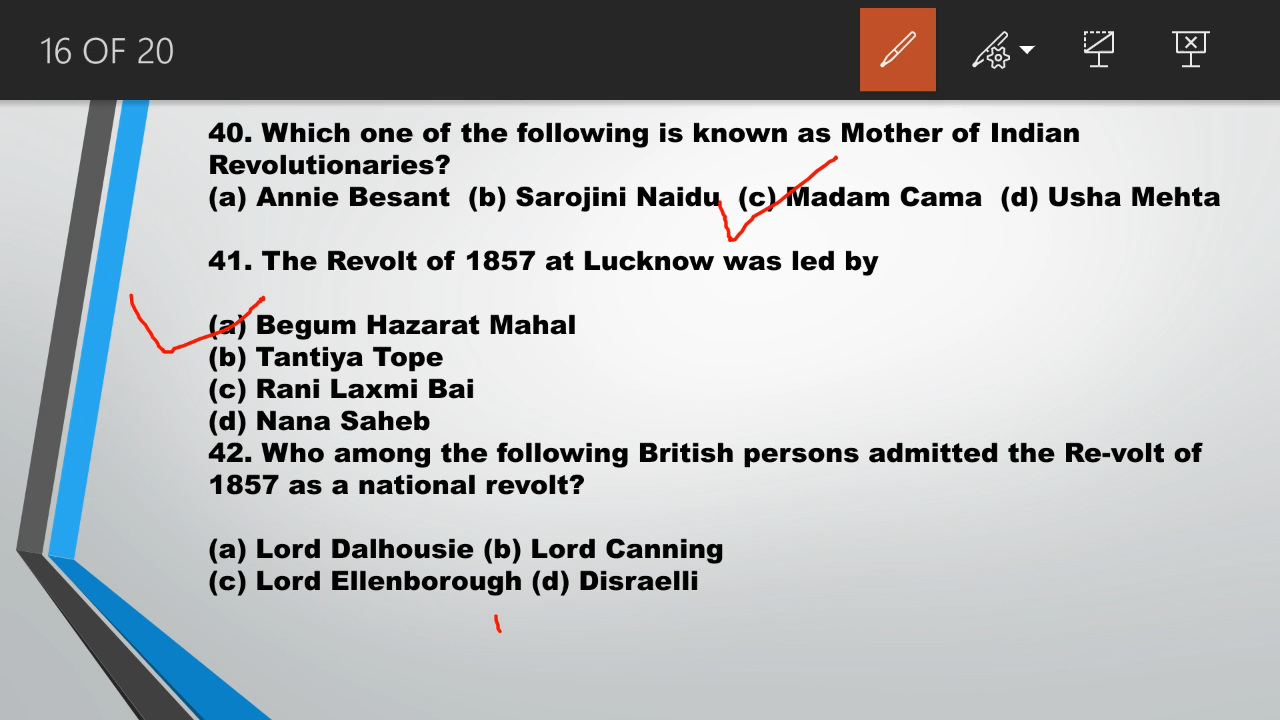 16 OF 20
40. Which one of the following is known as Mother of Indian
Revolutionaries?
(a) Annie Besant (b) Sarojini Naidu (c) Madam Cama (d) Usha Mehta
41. The Revolt of 1857 at Lucknow was led by
(a) Begum Hazarat Mahal
(b) Tantiya Tope
(c) Rani Laxmi Bai
(d) Nana Saheb
42. Who among the following British persons admitted the Re-volt of
1857 as a national revolt?
(a) Lord Dalhousie (b) Lord Canning
(c) Lord Ellenborough (d) Disraelli